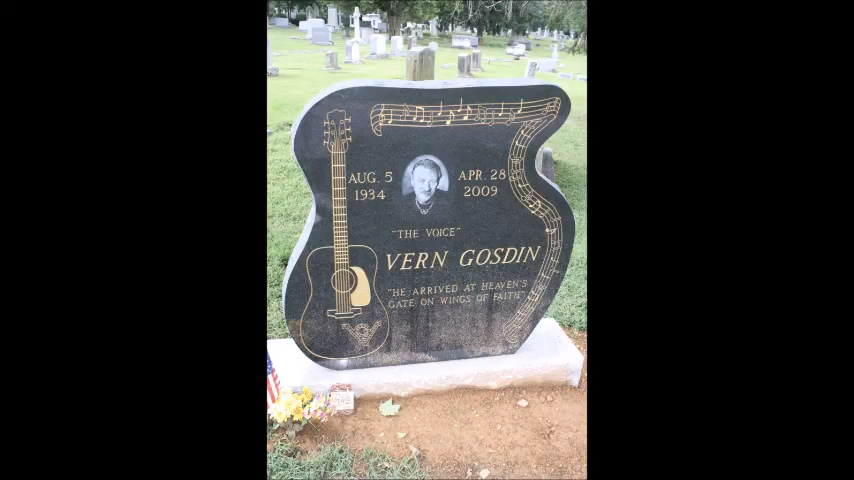 AUG. 5
1934
APR. 28
2009
"THE VOICE"
VERN GOSDIN
"HE ARRIVED AT HEAVEN'S
GATE ON WINGS OF FAITH"